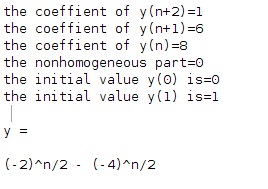 the coeffient of y(n+2)=1
the coeffient of y(n+1)=6
the coeffient of y(n)=8
the nonhomogeneous part=0
the initial value y(0) is=0
the initial value y(1) is=1
y =
(-2)^n/2 - (-4)^n/2